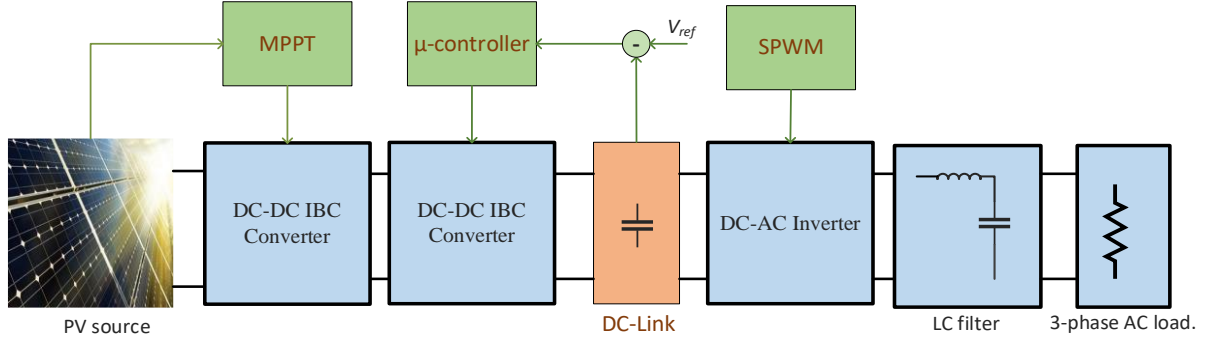 MPPT
µ-controller
-
V_ref
SPWM
DC-DC IBC
Converter
DC-DC IBC
Converter
DC-AC Inverter
PV source
DC-Link
LC filter
3-phase AC load.